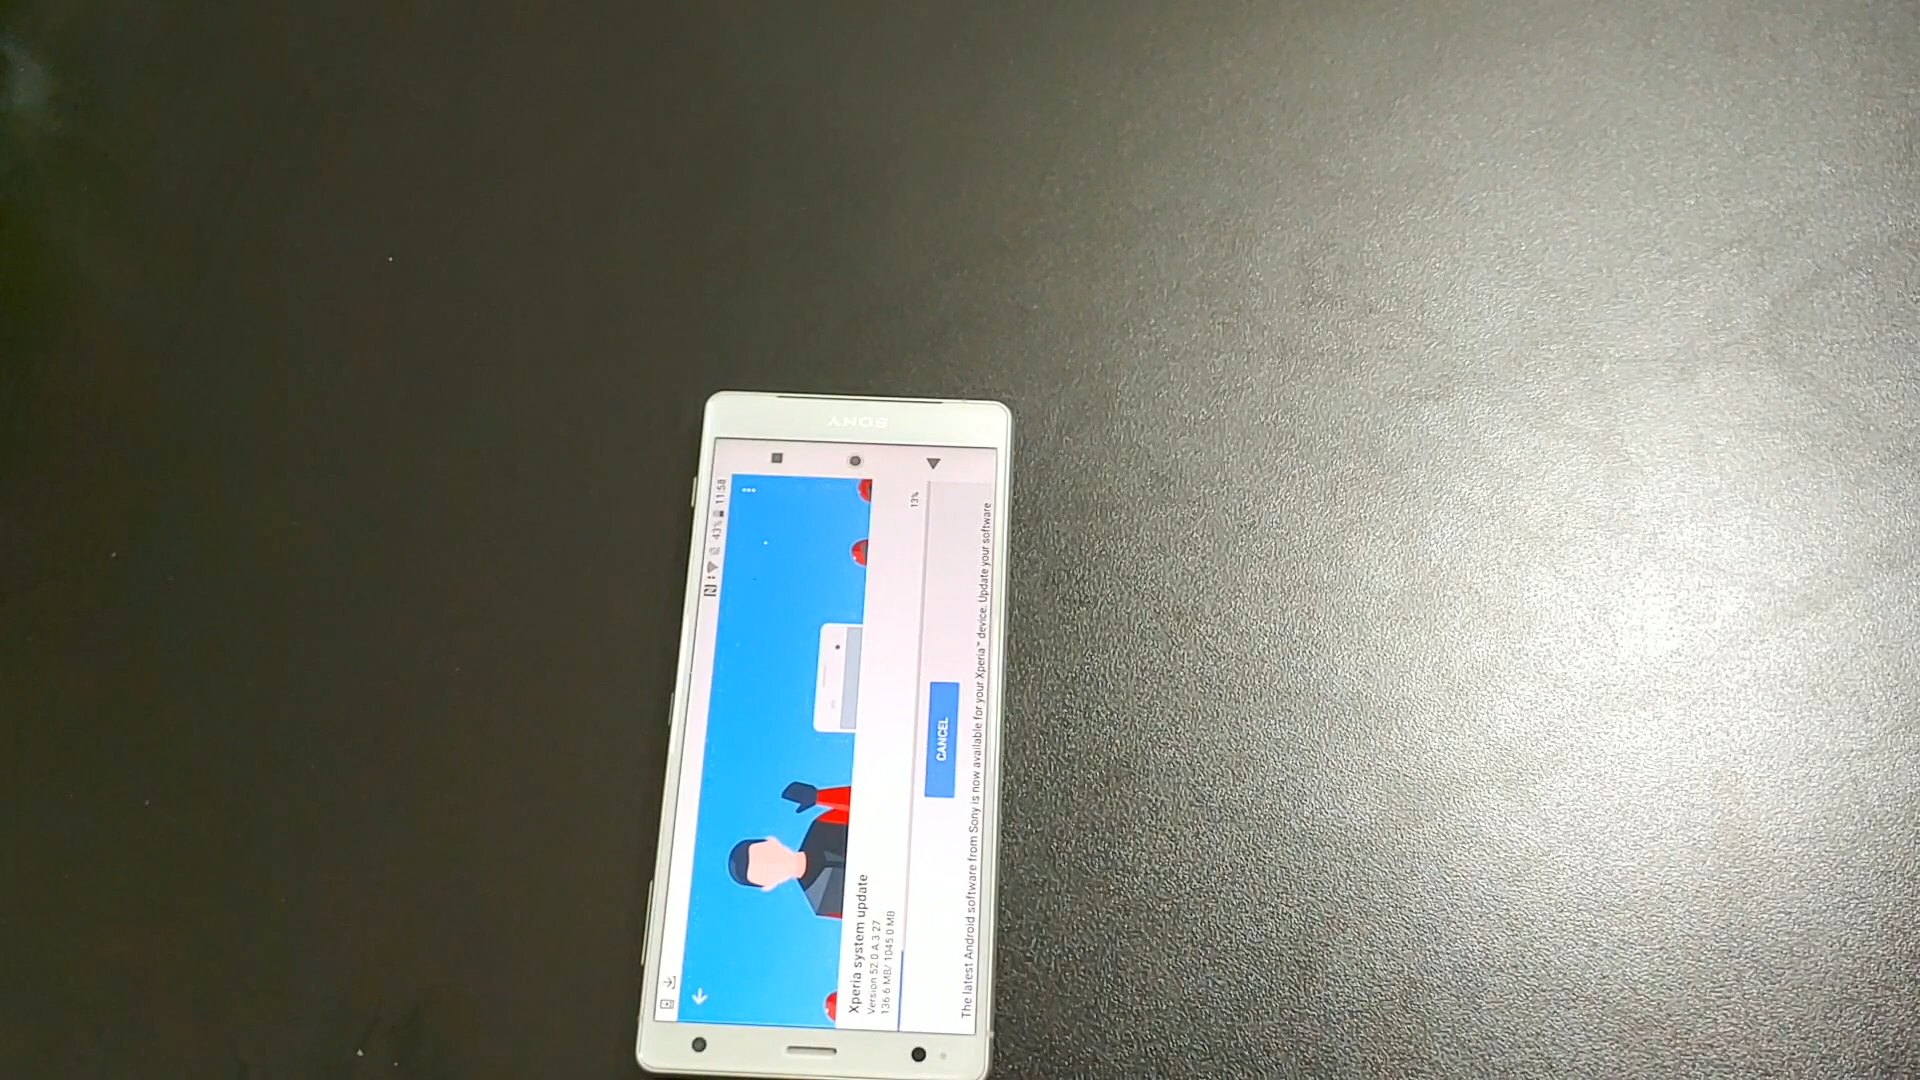 43% 11:58
Xperia system update
Version 52.0.A.3.27
136.6 MB/ 1045.0 MB
13%
CANCEL
The latest Android software from Sony is now available for your Xperia™ device. Update your software
SONY